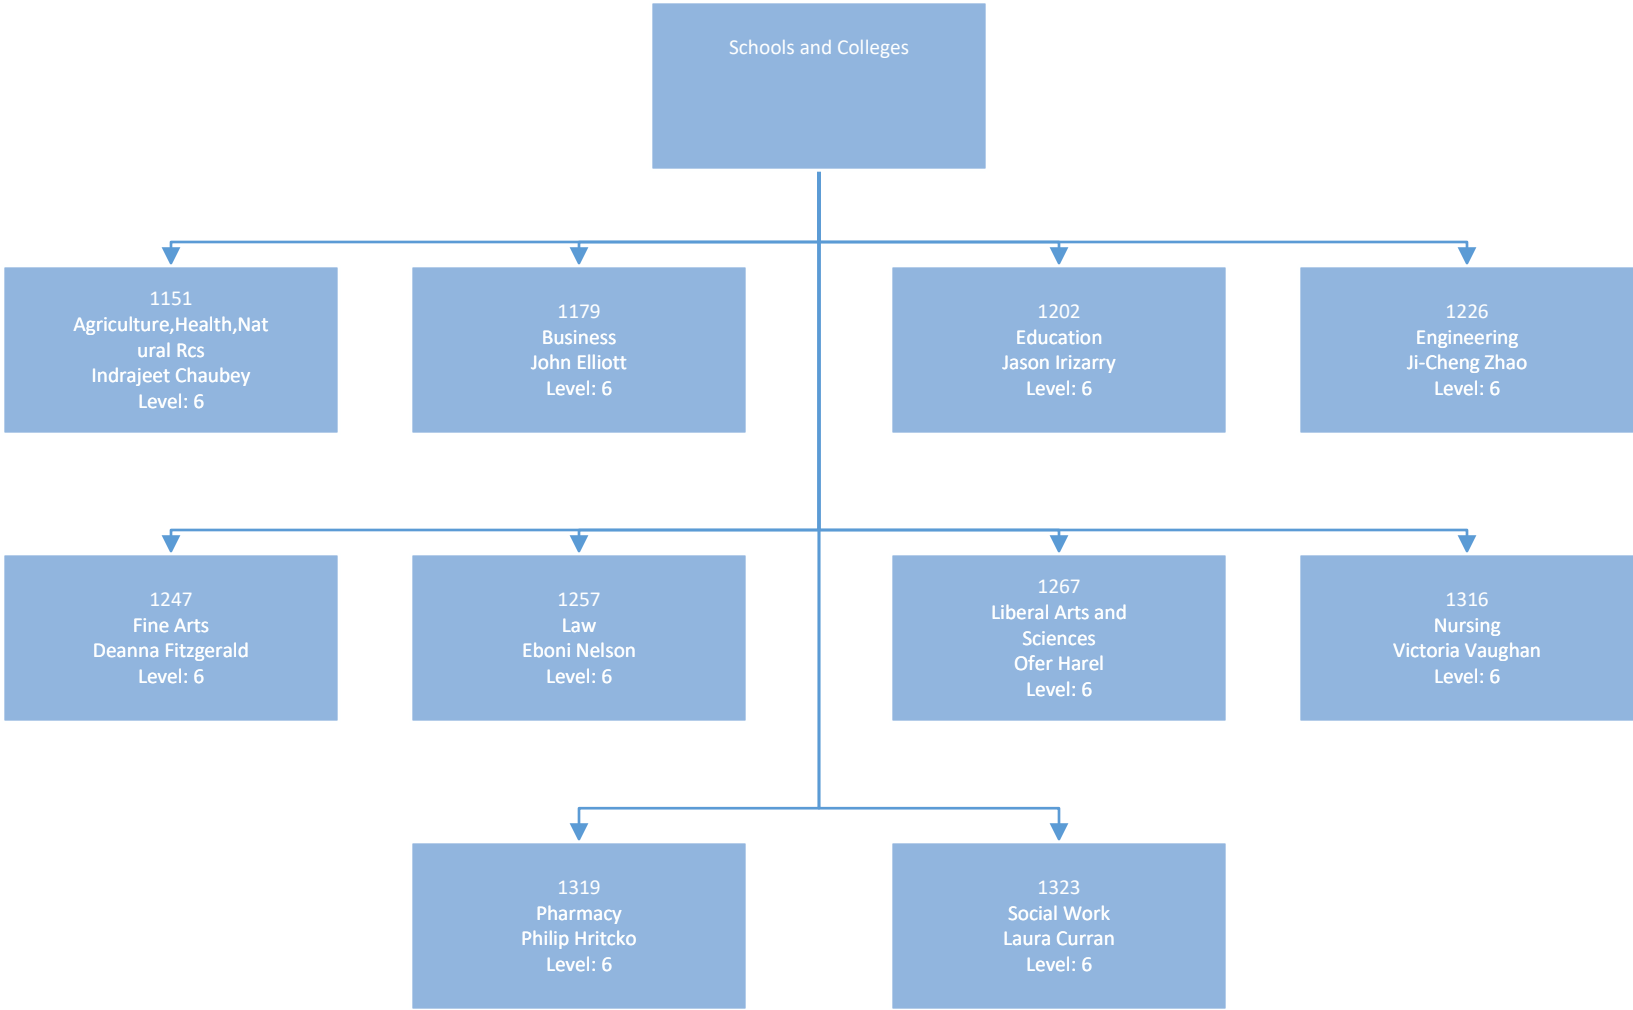 Schools and Colleges
1151
Agriculture,Health,Nat
ural Rcs
Indrajeet Chaubey
Level: 6
1179
Business
John Elliott
Level: 6
1202
Education
Jason Irizarry
Level: 6
1226
Engineering
Ji-Cheng Zhao
Level: 6
1247
Fine Arts
Deanna Fitzgerald
Level: 6
1257
Law
Eboni Nelson
Level: 6
1267
Liberal Arts and
Sciences
Ofer Harel
Level: 6
1316
Nursing
Victoria Vaughan
Level: 6
1319
Pharmacy
Philip Hritcko
Level: 6
1323
Social Work
Laura Curran
Level: 6